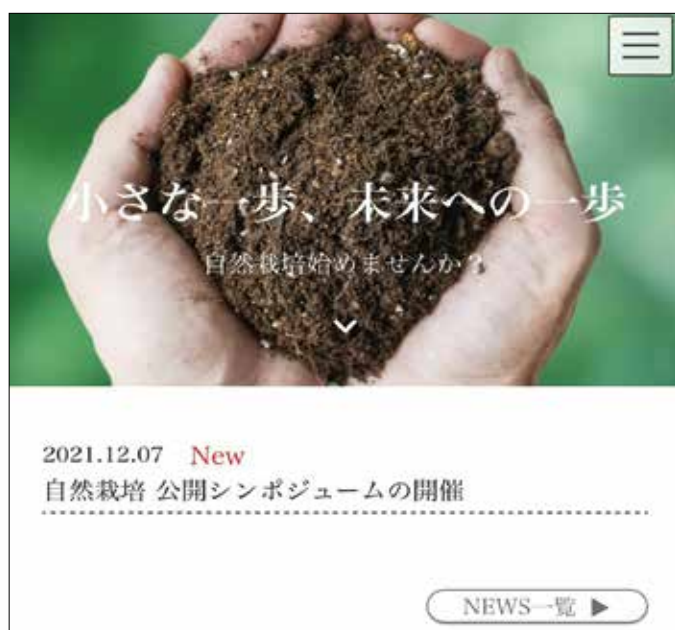 小さな一歩、未来への一歩
自然栽培始めませんか？
2021.12.07 New
自然栽培 公開シンポジュームの開催
NEWS一覧 ▶